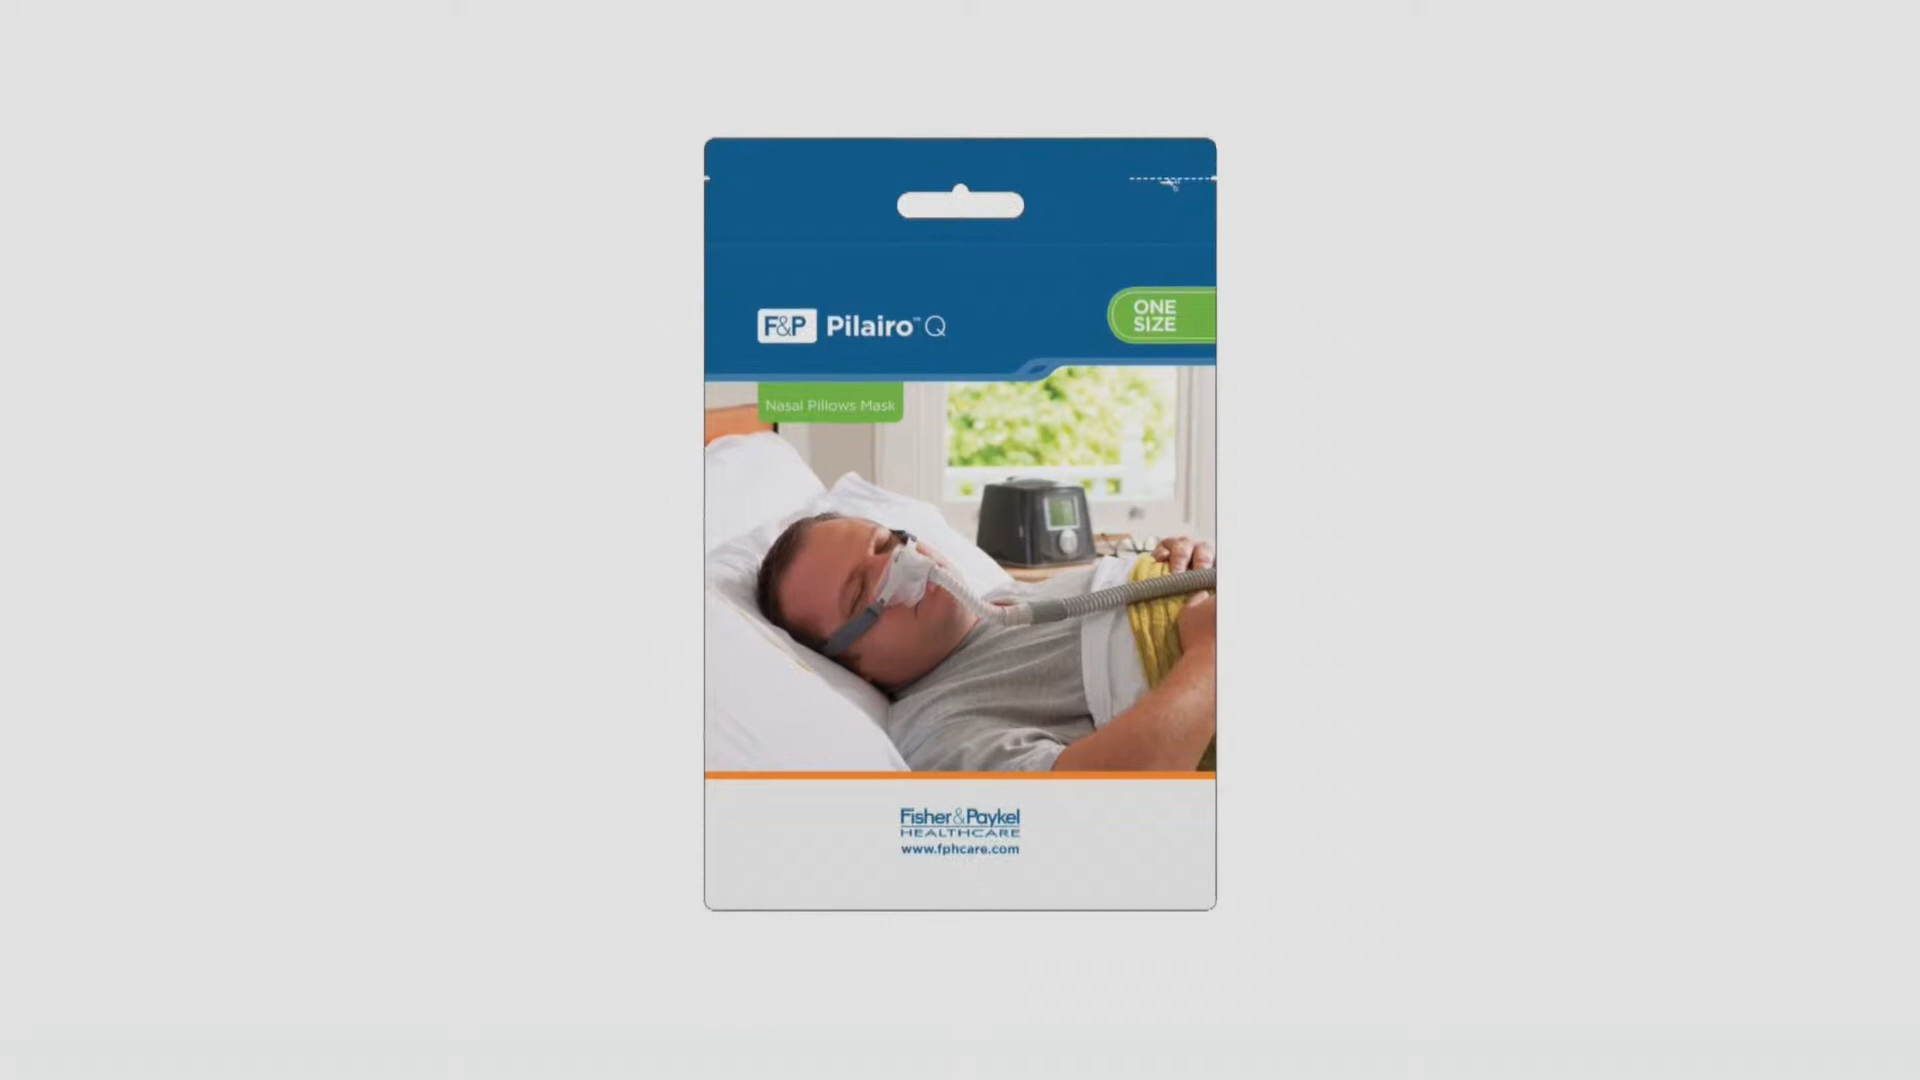 F&P Pilairo™ Q
ONE
SIZE
Nasal Pillows Mask
Fisher&Paykel
HEALTHCARE
www.fphcare.com